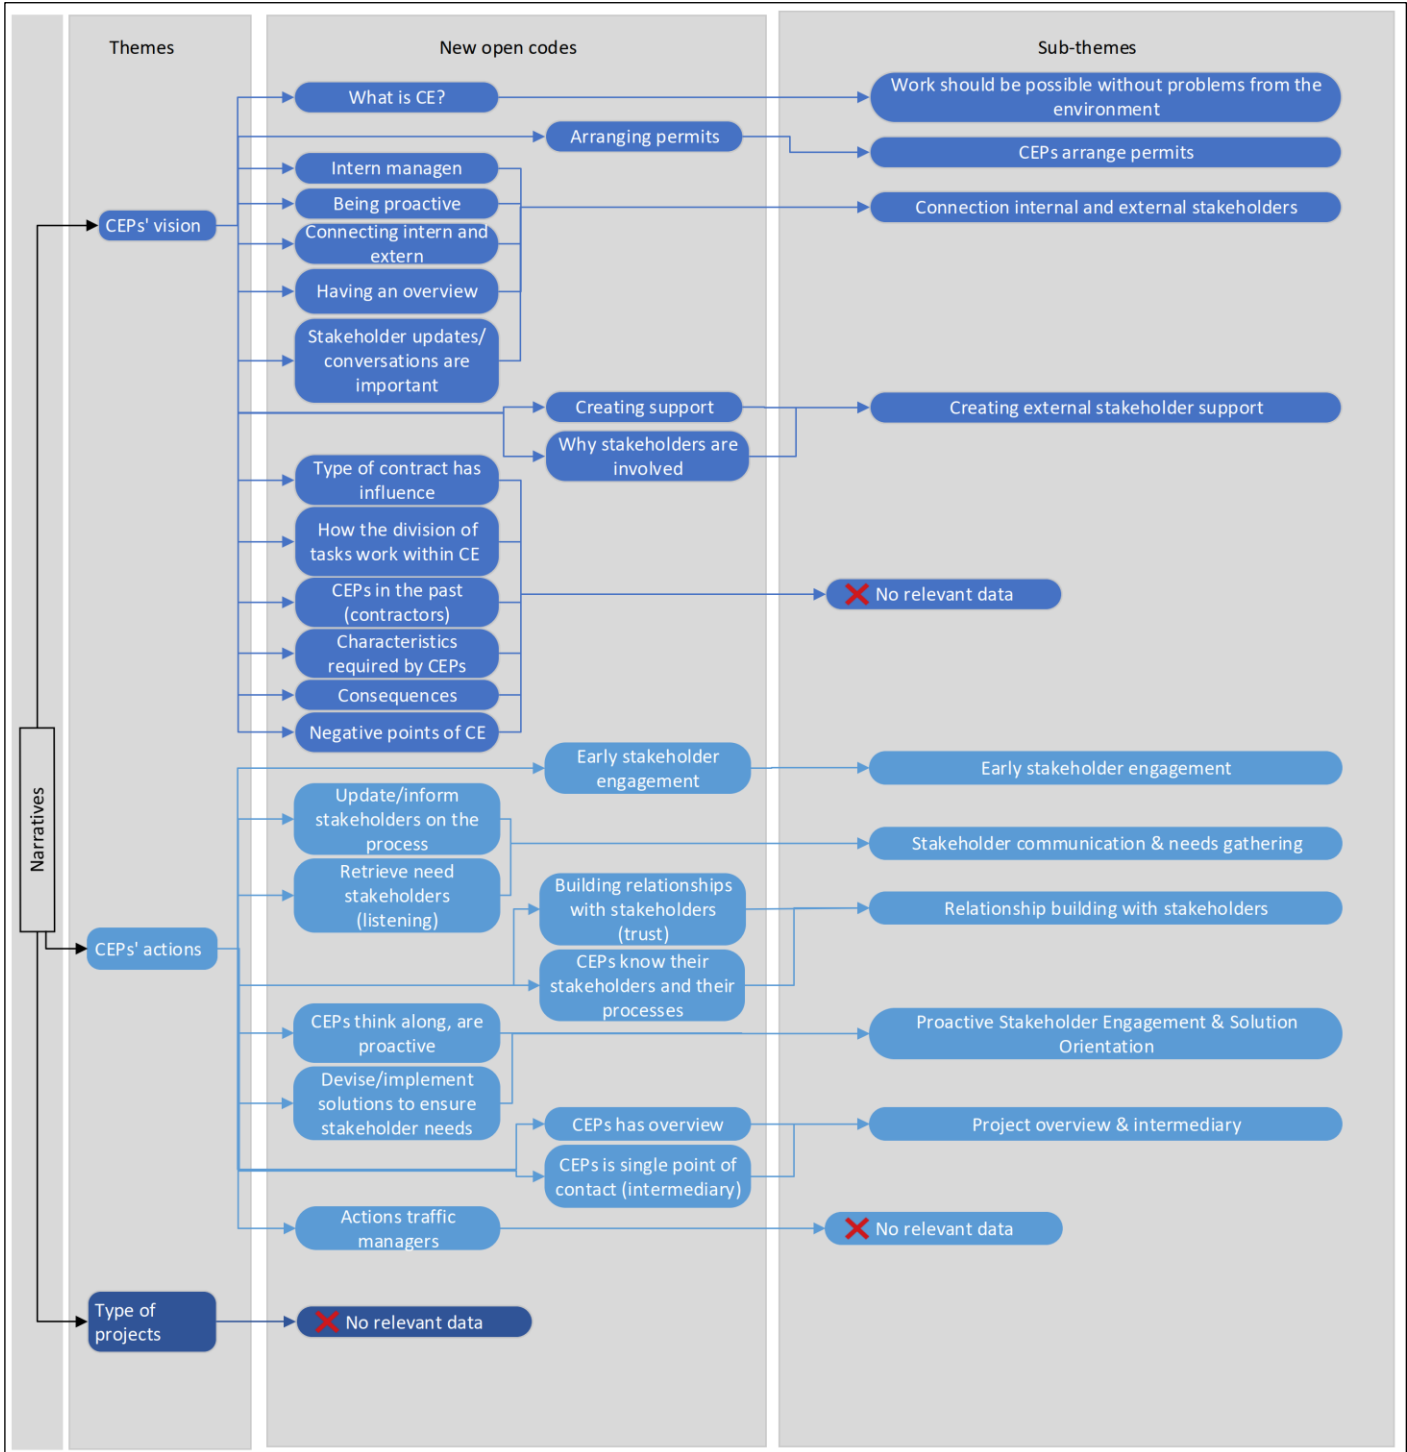 Themes
New open codes
Sub-themes
What is CE?
Work should be possible without problems from the
environment
Arranging permits
CEPs arrange permits
Intern managen
Being proactive
Connecting intern and
extern
Having an overview
Stakeholder updates/
conversations are
important
Connection internal and external stakeholders
CEPs' vision
Creating support
Why stakeholders are
involved
Creating external stakeholder support
Type of contract has
influence
How the division of
tasks work within CE
CEPs in the past
(contractors)
Characteristics
required by CEPs
Consequences
Negative points of CE
No relevant data
Narratives
Early stakeholder
engagement
Early stakeholder engagement
Update/inform
stakeholders on the
process
Retrieve need
stakeholders
(listening)
Stakeholder communication & needs gathering
Building relationships
with stakeholders
(trust)
CEPs know their
stakeholders and their
processes
Relationship building with stakeholders
CEPs' actions
CEPs think along, are
proactive
Devise/implement
solutions to ensure
stakeholder needs
Proactive Stakeholder Engagement & Solution
Orientation
CEPs has overview
CEPs is single point of
contact (intermediary)
Project overview & intermediary
Actions traffic
managers
No relevant data
Type of
projects
No relevant data